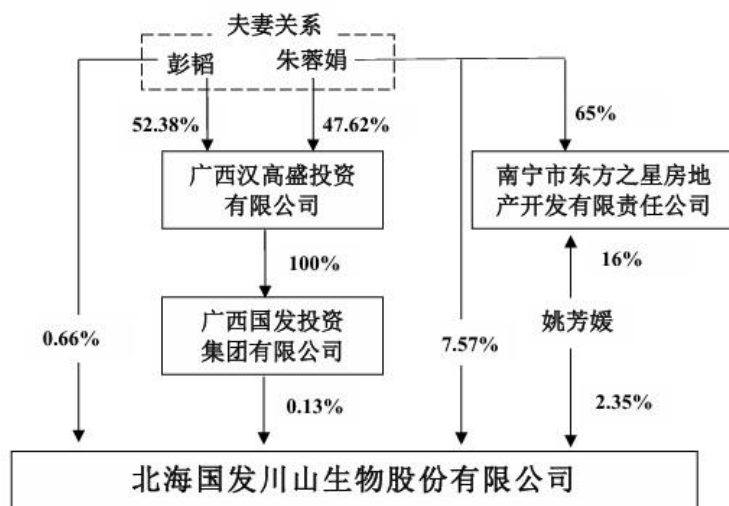 夫妻关系
彭韬
朱蓉娟
52.38%
47.62%
65%
广西汉高盛投资
有限公司
南宁市东方之星房地
产开发有限责任公司
100%
16%
广西国发投资
集团有限公司
姚芳媛
0.66%
7.57%
0.13%
2.35%
北海国发川山生物股份有限公司